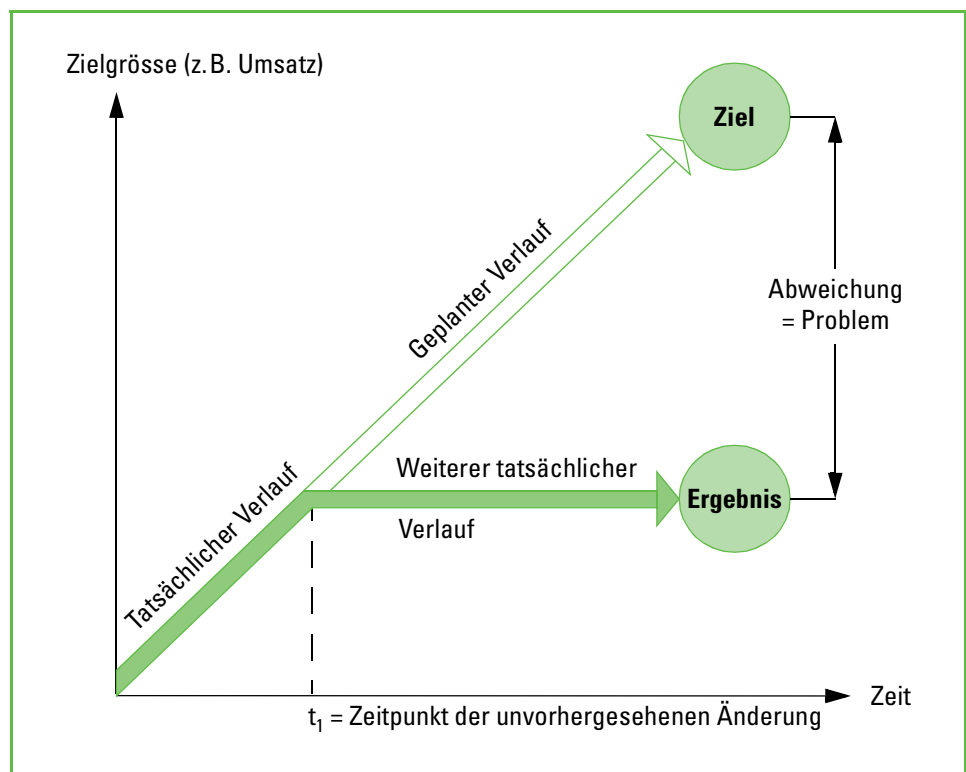 Zielgrösse (z.B. Umsatz)
Ziel
Geplanter Verlauf
Abweichung
= Problem
Tatsächlicher Verlauf
Weiterer tatsächlicher
Verlauf
Ergebnis
Zeit
t₁ = Zeitpunkt der unvorhergesehenen Änderung